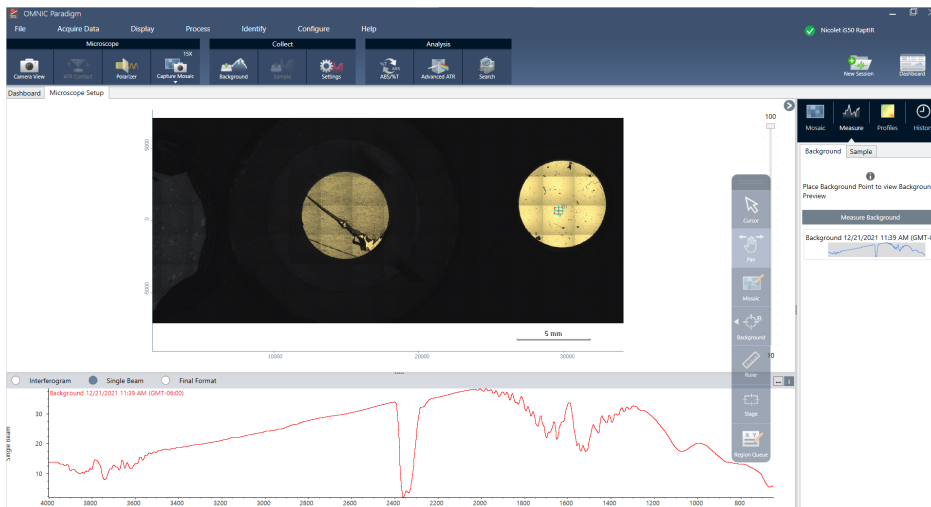 OMNIC Paradigm
File Acquire Data Display Process Identify Configure Help
Nicolet iS50 RaptIR
Microscope Collect Analysis
15X
Camera View ATR Contact Polarizer Capture Mosaic Background Sample Settings ABS/%T Advanced ATR Search New Session Dashboard
Dashboard Microscope Setup
100
Mosaic Measure Profiles Histor
5000
Background Sample
Place Background Point to view Backgroun
Preview
Cursor
0
Measure Background
Background 12/21/2021 11:39 AM (GMT-0
Pan
-5000
Mosaic
5 mm
Background
10000 20000 30000
10
Ruler
Interferogram Single Beam Final Format
Background 12/21/2021 11:39 AM (GMT-06:00)
30
Stage
Single Beam
20
X Y
Region Queue
10
4000 3800 3600 3400 3200 3000 2800 2600 2400 2200 2000 1800 1600 1400 1200 1000 800